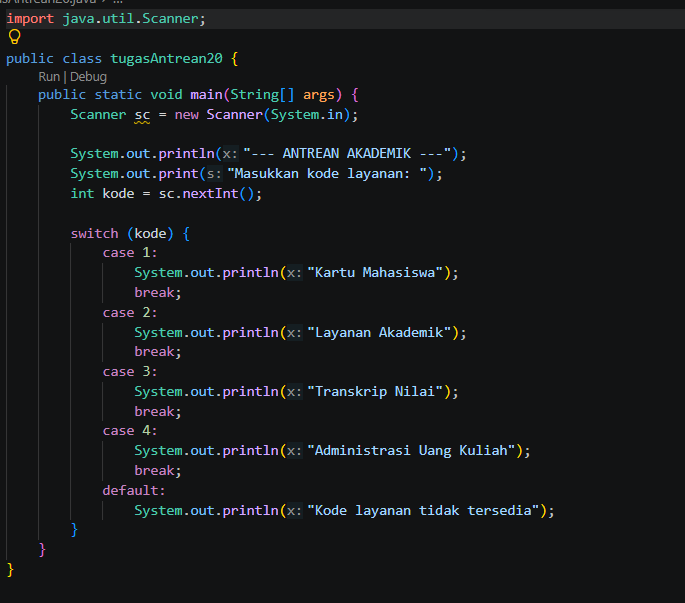 import java.util.Scanner;
public class tugasAntrean20 {
Run | Debug
public static void main(String[] args) {
Scanner sc = new Scanner(System.in);
System.out.println(x: "--- ANTREAN AKADEMIK ---");
System.out.print(s: "Masukkan kode layanan: ");
int kode = sc.nextInt();
switch (kode) {
case 1:
System.out.println(x: "Kartu Mahasiswa");
break;
case 2:
System.out.println(x: "Layanan Akademik");
break;
case 3:
System.out.println(x: "Transkrip Nilai");
break;
case 4:
System.out.println(x: "Administrasi Uang Kuliah");
break;
default:
System.out.println(x: "Kode layanan tidak tersedia");
}
}
}